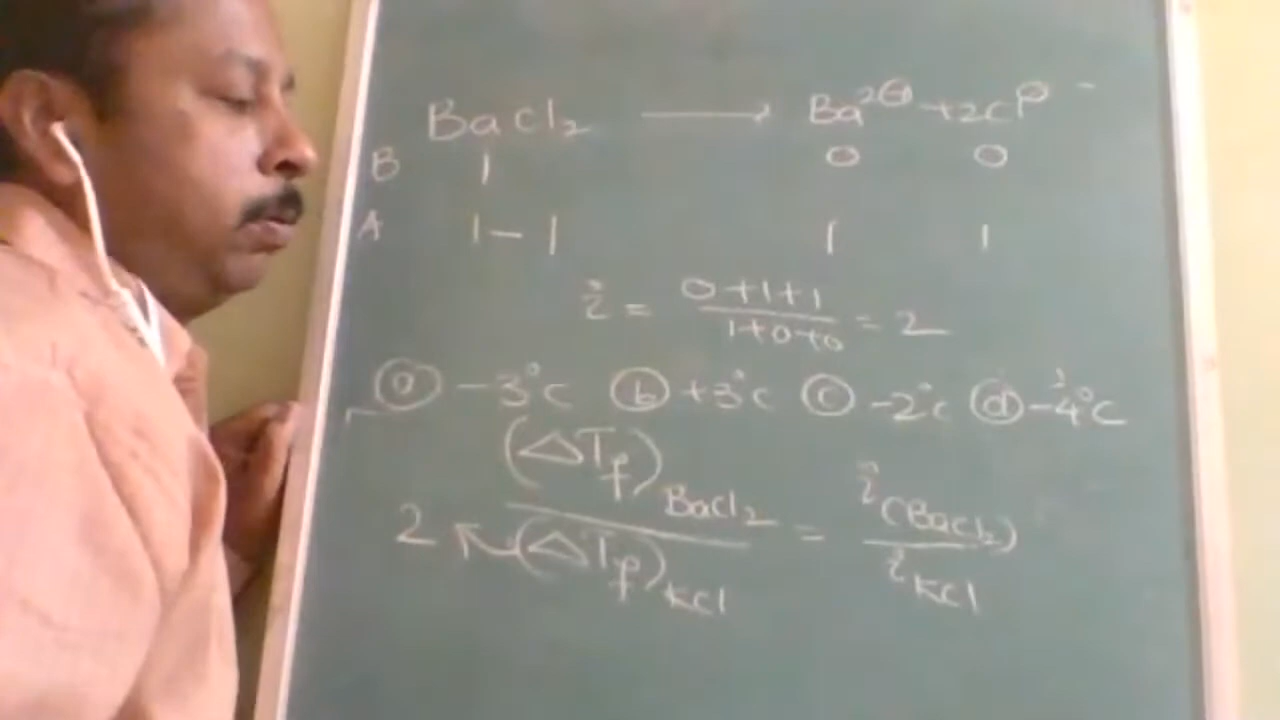 BaCl₂ ⟶ Ba²⊕ + 2Cl⊖
B 1 0 0
A 1 – 1 1 1
i = (0+1+1)/(1+0+0) = 2
ⓐ –3°C ⓑ +3°C ⓒ –2°C ⓓ –4°C
(ΔTf)BaCl₂ / (ΔTf)KCl = i(BaCl₂) / iKCl
2 ↖